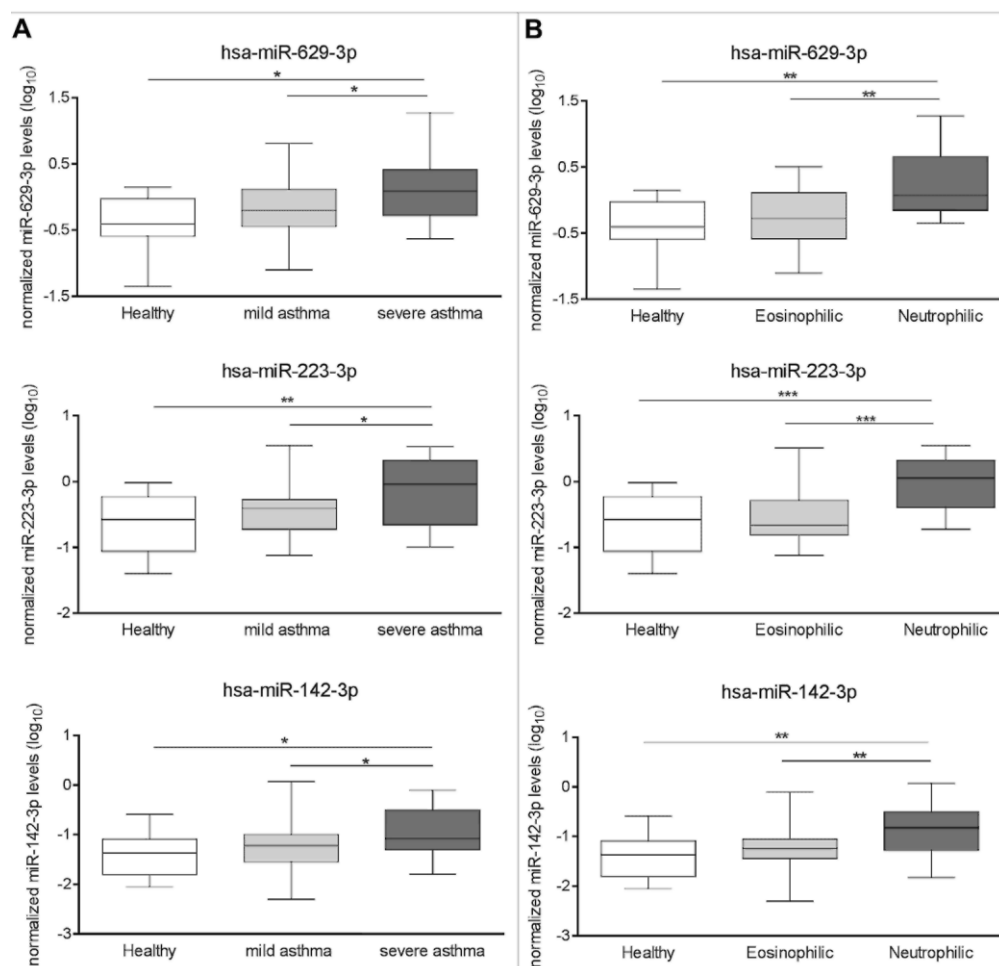 A
hsa-miR-629-3p
*
*
normalized miR-629-3p levels (log10)
1.5
0.5
-0.5
-1.5
Healthy mild asthma severe asthma
hsa-miR-223-3p
**
*
normalized miR-223-3p levels (log10)
1
0
-1
-2
Healthy mild asthma severe asthma
hsa-miR-142-3p
*
*
normalized miR-142-3p levels (log10)
1
0
-1
-2
-3
Healthy mild asthma severe asthma
B
hsa-miR-629-3p
**
**
normalized miR-629-3p levels (log10)
1.5
0.5
-0.5
-1.5
Healthy Eosinophilic Neutrophilic
hsa-miR-223-3p
***
***
normalized miR-223-3p levels (log10)
1
0
-1
-2
Healthy Eosinophilic Neutrophilic
hsa-miR-142-3p
**
**
normalized miR-142-3p levels (log10)
1
0
-1
-2
-3
Healthy Eosinophilic Neutrophilic